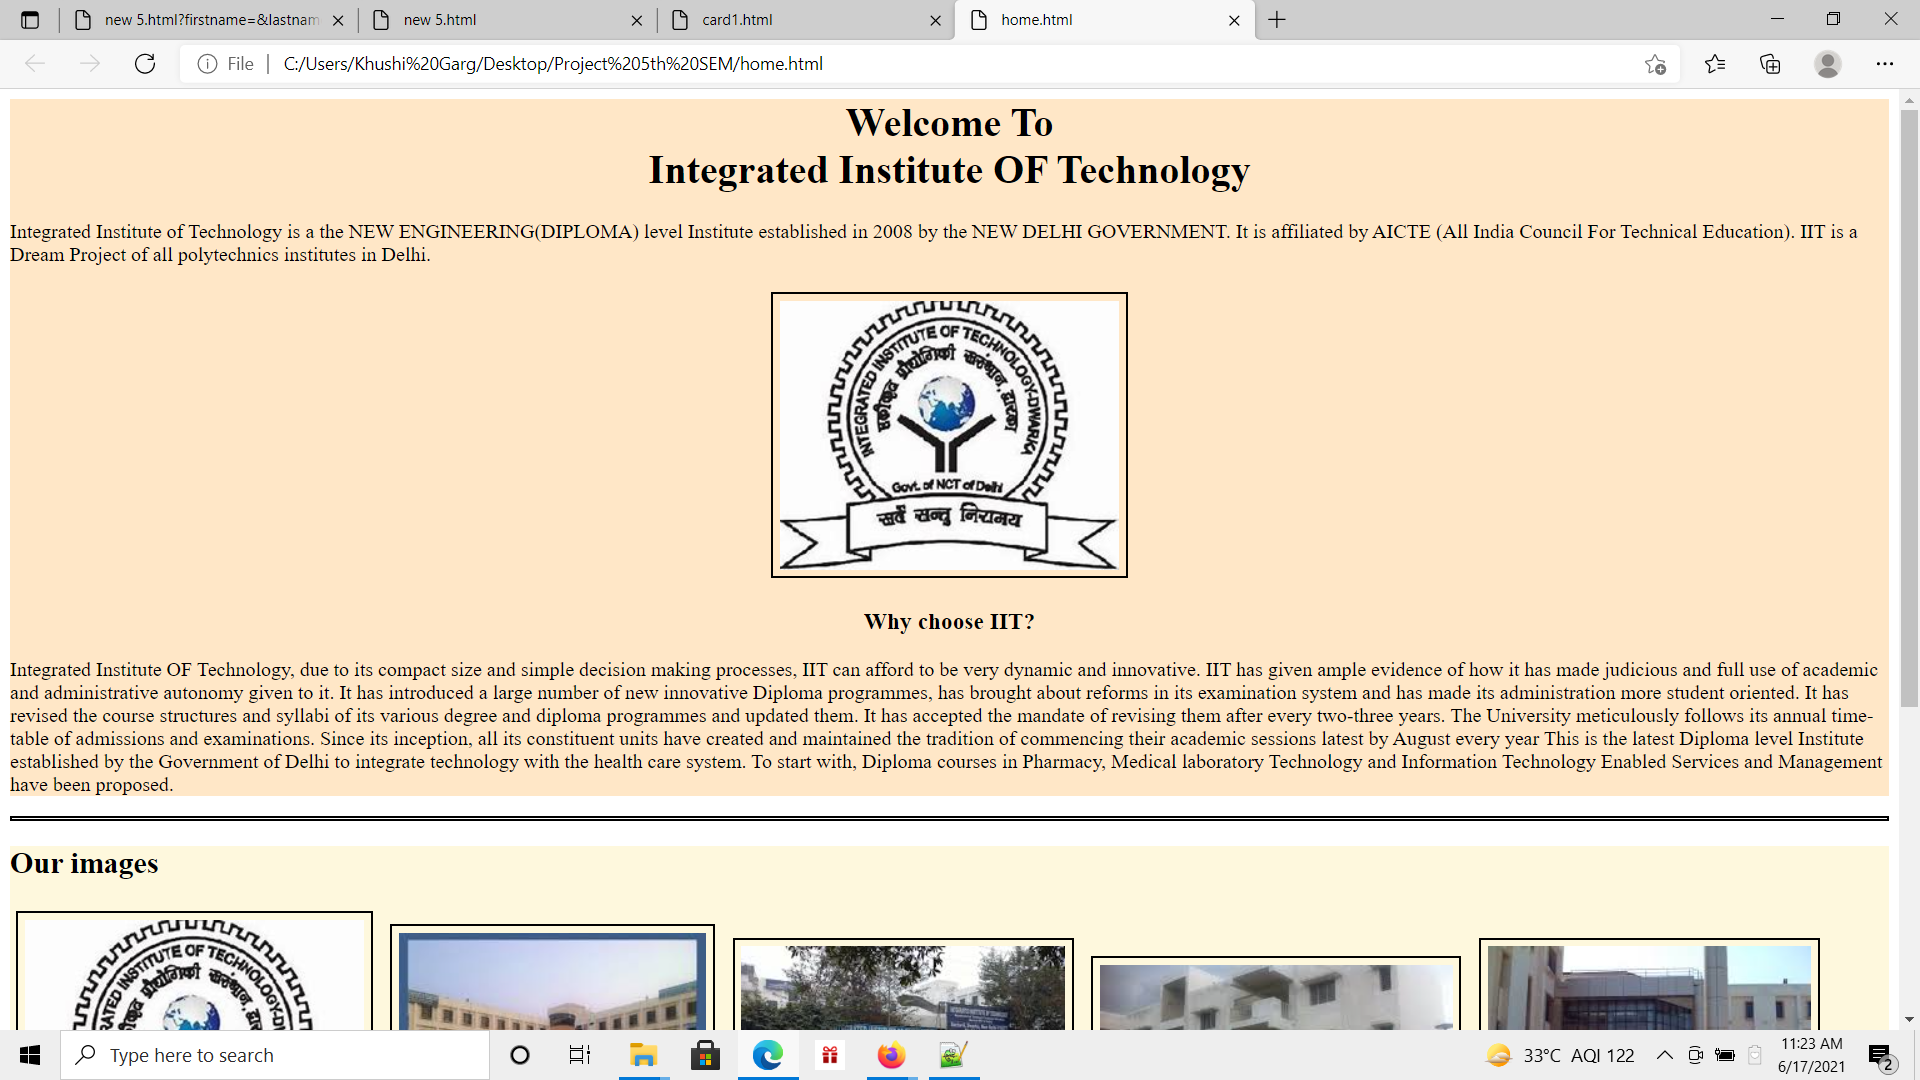 new 5.html?firstname=&lastnam
new 5.html
card1.html
home.html
File
C:/Users/Khushi%20Garg/Desktop/Project%205th%20SEM/home.html
Welcome To
Integrated Institute OF Technology
Integrated Institute of Technology is a the NEW ENGINEERING(DIPLOMA) level Institute established in 2008 by the NEW DELHI GOVERNMENT. It is affiliated by AICTE (All India Council For Technical Education). IIT is a
Dream Project of all polytechnics institutes in Delhi.
INTEGRATED INSTITUTE OF TECHNOLOGY-DWARKA
एकीकृत प्रौद्योगिकी संस्थान, द्वारका
Govt. of NCT of Delhi
सर्वे सन्तु निरामय
Why choose IIT?
Integrated Institute OF Technology, due to its compact size and simple decision making processes, IIT can afford to be very dynamic and innovative. IIT has given ample evidence of how it has made judicious and full use of academic
and administrative autonomy given to it. It has introduced a large number of new innovative Diploma programmes, has brought about reforms in its examination system and has made its administration more student oriented. It has
revised the course structures and syllabi of its various degree and diploma programmes and updated them. It has accepted the mandate of revising them after every two-three years. The University meticulously follows its annual time-
table of admissions and examinations. Since its inception, all its constituent units have created and maintained the tradition of commencing their academic sessions latest by August every year This is the latest Diploma level Institute
established by the Government of Delhi to integrate technology with the health care system. To start with, Diploma courses in Pharmacy, Medical laboratory Technology and Information Technology Enabled Services and Management
have been proposed.
Our images
Type here to search
33°C AQI 122
11:23 AM
6/17/2021
2